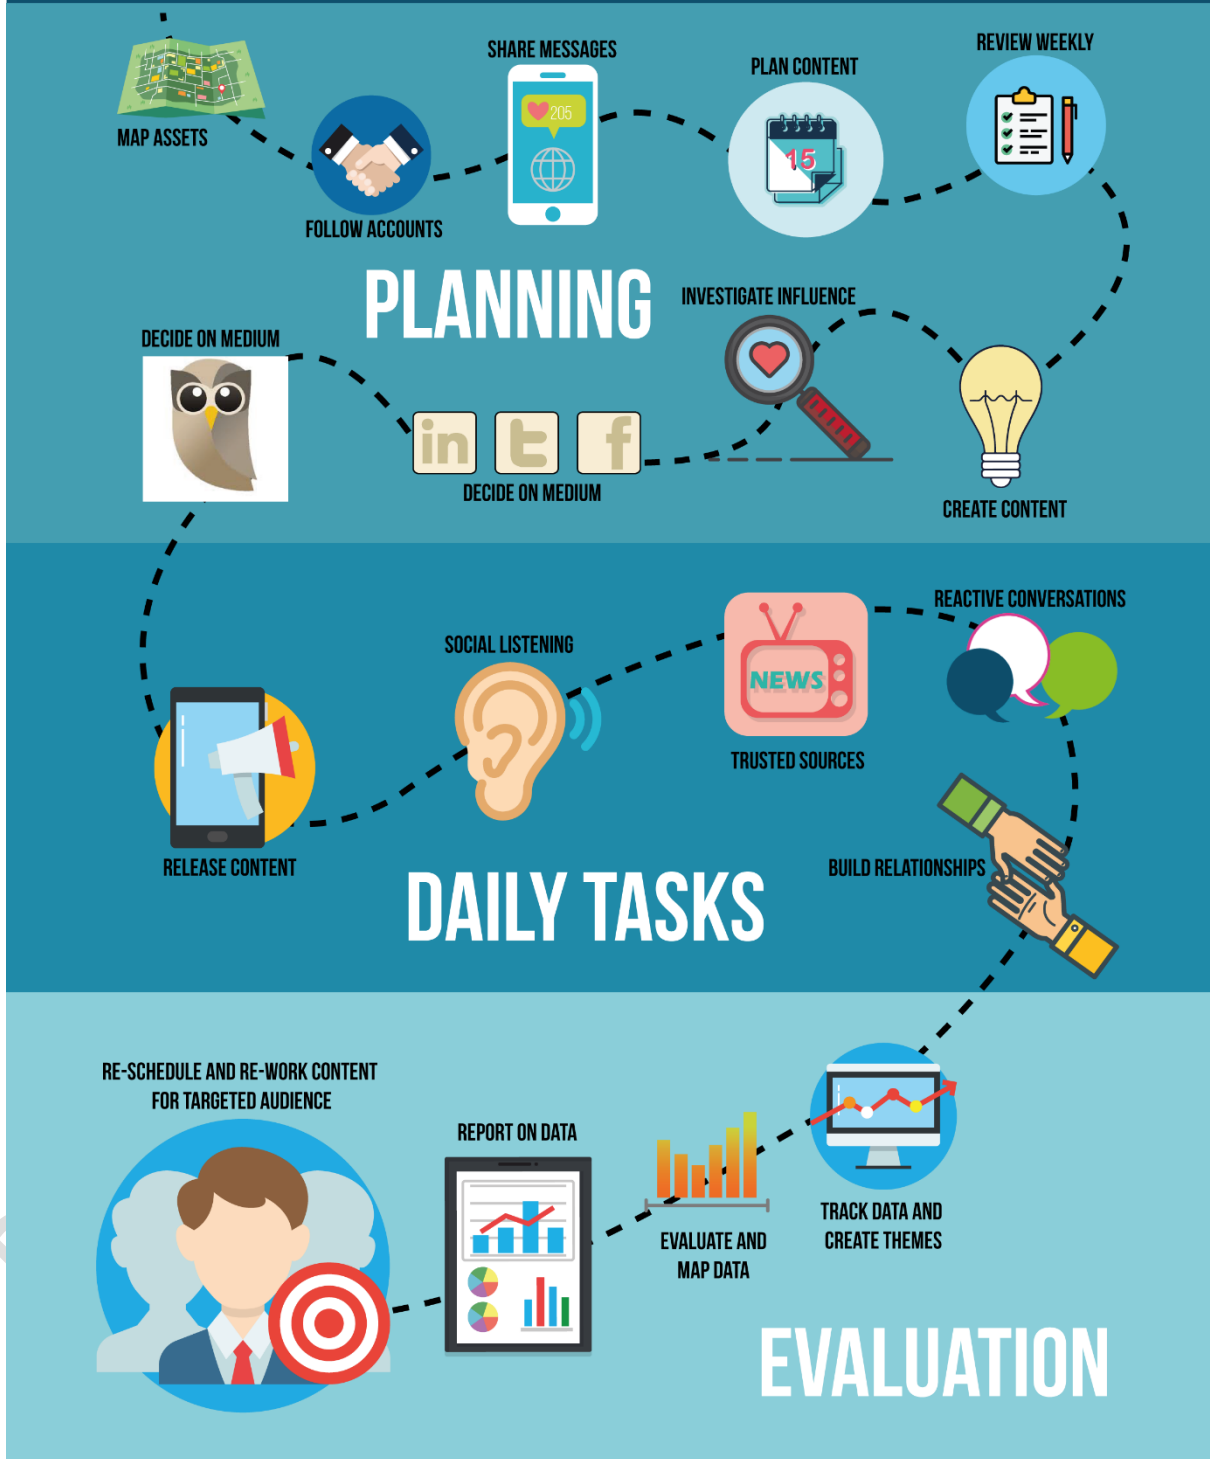 MAP ASSETS
FOLLOW ACCOUNTS
SHARE MESSAGES
205
PLAN CONTENT
15
REVIEW WEEKLY
PLANNING
CREATE CONTENT
INVESTIGATE INFLUENCE
in t f
DECIDE ON MEDIUM
DECIDE ON MEDIUM
RELEASE CONTENT
SOCIAL LISTENING
NEWS
TRUSTED SOURCES
REACTIVE CONVERSATIONS
BUILD RELATIONSHIPS
DAILY TASKS
TRACK DATA AND
CREATE THEMES
EVALUATE AND
MAP DATA
REPORT ON DATA
RE-SCHEDULE AND RE-WORK CONTENT
FOR TARGETED AUDIENCE
EVALUATION